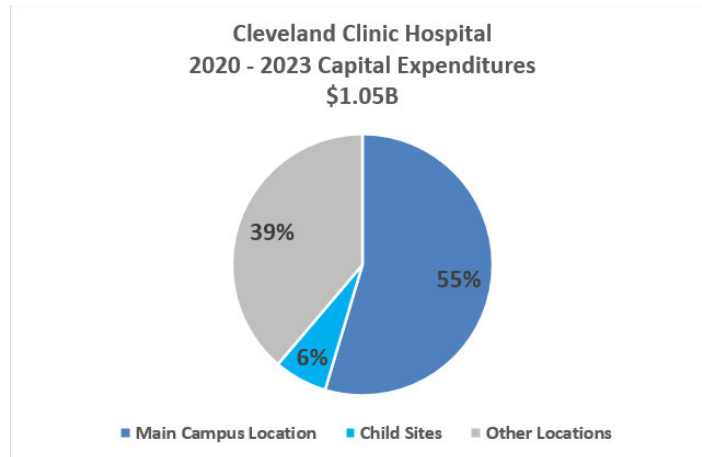 Cleveland Clinic Hospital
2020 - 2023 Capital Expenditures
$1.05B
39%
55%
6%
Main Campus Location
Child Sites
Other Locations